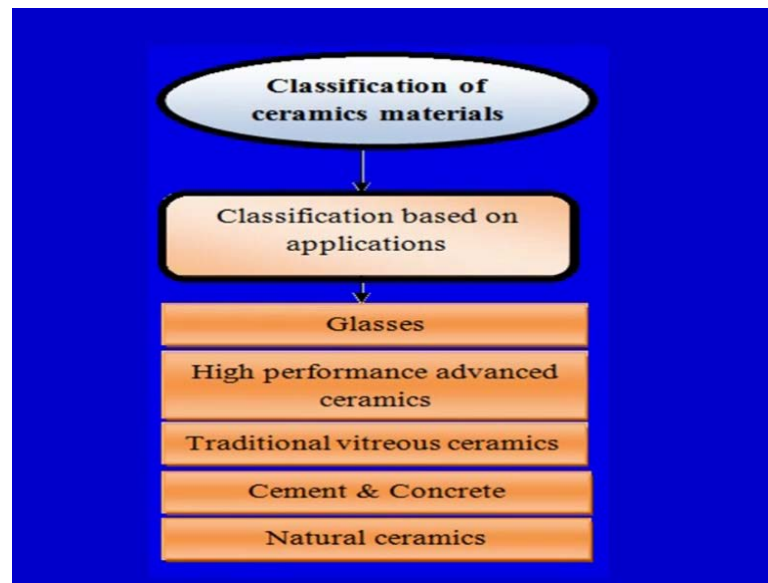 Classification of
ceramics materials
Classification based on
applications
Glasses
High performance advanced
ceramics
Traditional vitreous ceramics
Cement & Concrete
Natural ceramics